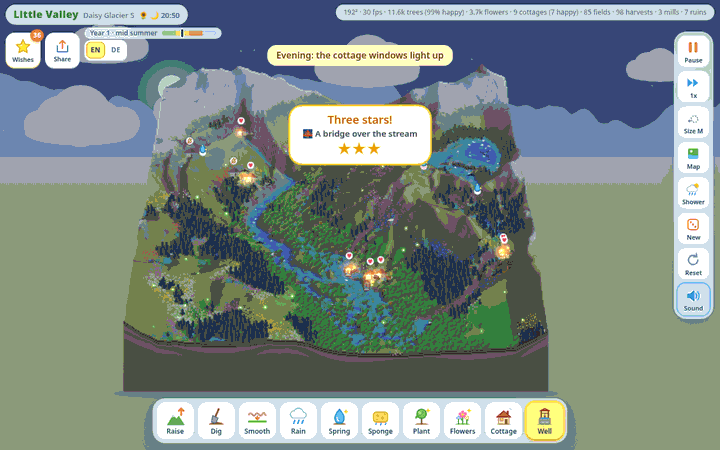 Little Valley Daisy Glacier 5 20:50
192² · 30 fps · 11.6k trees (99% happy) · 3.7k flowers · 9 cottages (7 happy) · 85 fields · 98 harvests · 3 mills · 7 ruins
Year 1 · mid summer
36
Wishes
Share
EN DE
Evening: the cottage windows light up
Three stars!
A bridge over the stream
Pause
1x
Size M
Map
Shower
New
Reset
Sound
Raise Dig Smooth Rain Spring Sponge Plant Flowers Cottage Well